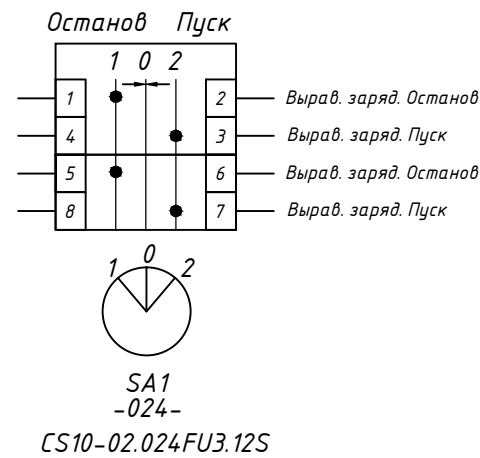 Останов Пуск
1 0 2
1 2 Вырав. заряд. Останов
4 3 Вырав. заряд. Пуск
5 6 Вырав. заряд. Останов
8 7 Вырав. заряд. Пуск
1 0 2
SA1
-024-
CS10-02.024FU3.12S